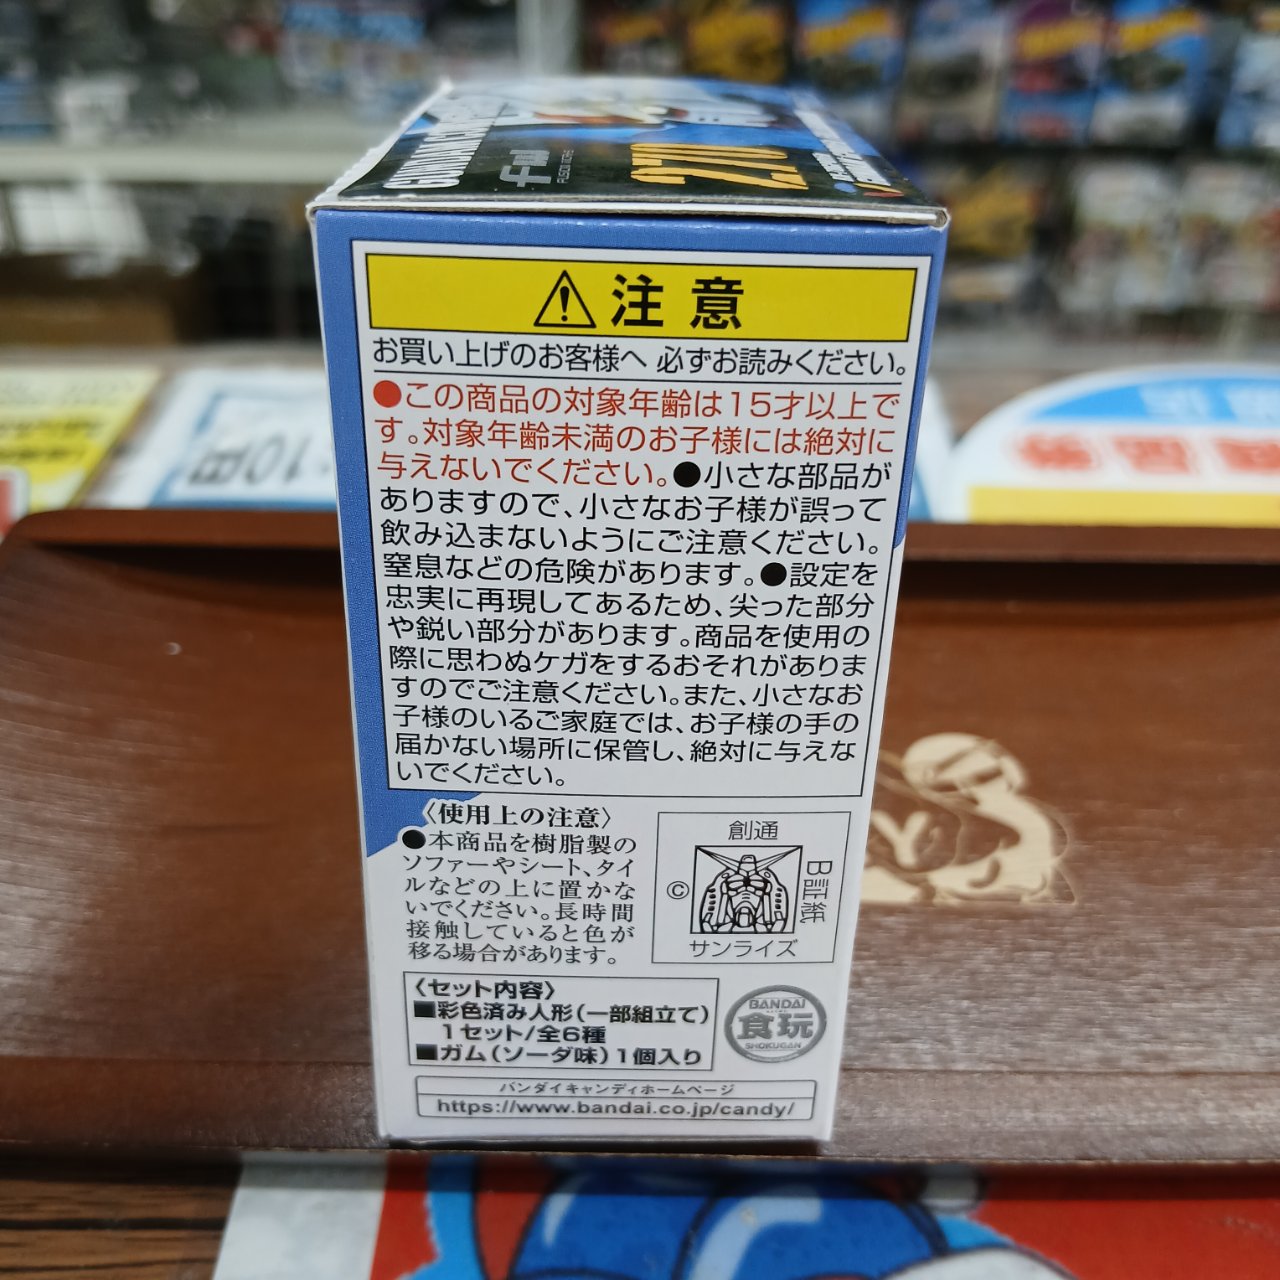 270
注意
お買い上げのお客様へ 必ずお読みください。
●この商品の対象年齢は15才以上で
す。対象年齢未満のお子様には絶対に
与えないでください。●小さな部品が
ありますので、小さなお子様が誤って
飲み込まないようにご注意ください。
窒息などの危険があります。●設定を
忠実に再現してあるため、尖った部分
や鋭い部分があります。商品を使用の
際に思わぬケガをするおそれがありま
すのでご注意ください。また、小さなお
子様のいるご家庭では、お子様の手の
届かない場所に保管し、絶対に与えな
いでください。
〈使用上の注意〉
●本商品を樹脂製の
ソファーやシート、タイ
ルなどの上に置かな
いでください。長時間
接触していると色が
移る場合があります。
創通
©
B証紙
サンライズ
〈セット内容〉
■彩色済み人形(一部組立て)
1セット/全6種
■ガム(ソーダ味)1個入り
BANDAI
食玩
SHOKUGAN
バンダイキャンディホームページ
https://www.bandai.co.jp/candy/